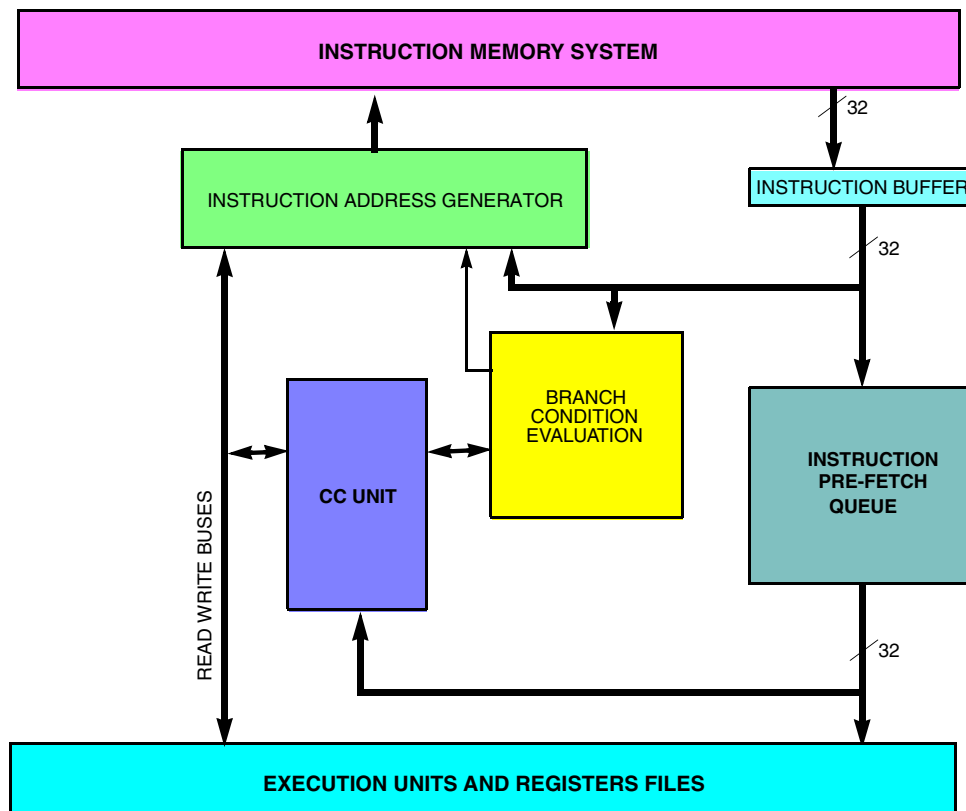 INSTRUCTION MEMORY SYSTEM
32
INSTRUCTION ADDRESS GENERATOR
INSTRUCTION BUFFER
32
BRANCH
CONDITION
EVALUATION
INSTRUCTION
PRE-FETCH
QUEUE
CC UNIT
READ WRITE BUSES
32
EXECUTION UNITS AND REGISTERS FILES